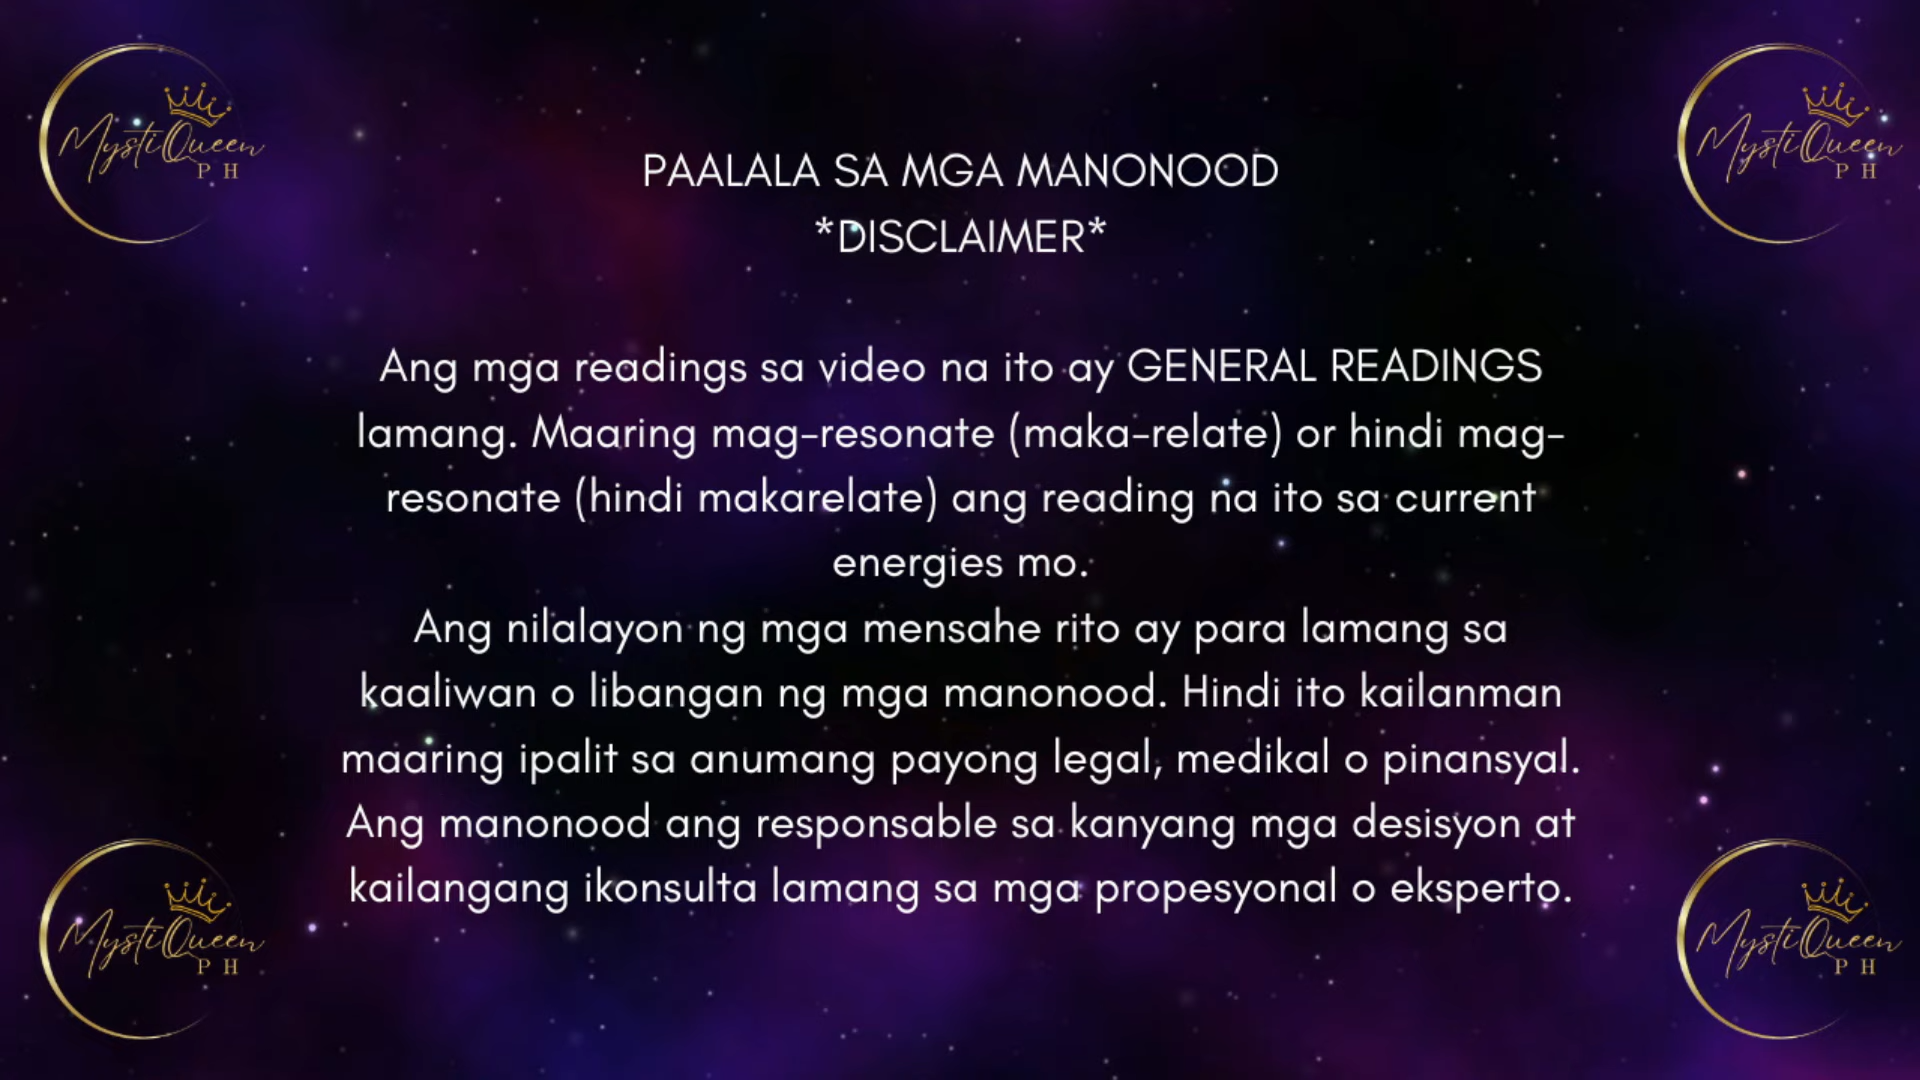 MystiQueen
PH
MystiQueen
PH
PAALALA SA MGA MANONOOD
*DISCLAIMER*
Ang mga readings sa video na ito ay GENERAL READINGS
lamang. Maaring mag-resonate (maka-relate) or hindi mag-
resonate (hindi makarelate) ang reading na ito sa current
energies mo.
Ang nilalayon ng mga mensahe rito ay para lamang sa
kaaliwan o libangan ng mga manonood. Hindi ito kailanman
maaring ipalit sa anumang payong legal, medikal o pinansyal.
Ang manonood ang responsable sa kanyang mga desisyon at
kailangang ikonsulta lamang sa mga propesyonal o eksperto.
MystiQueen
PH
MystiQueen
PH